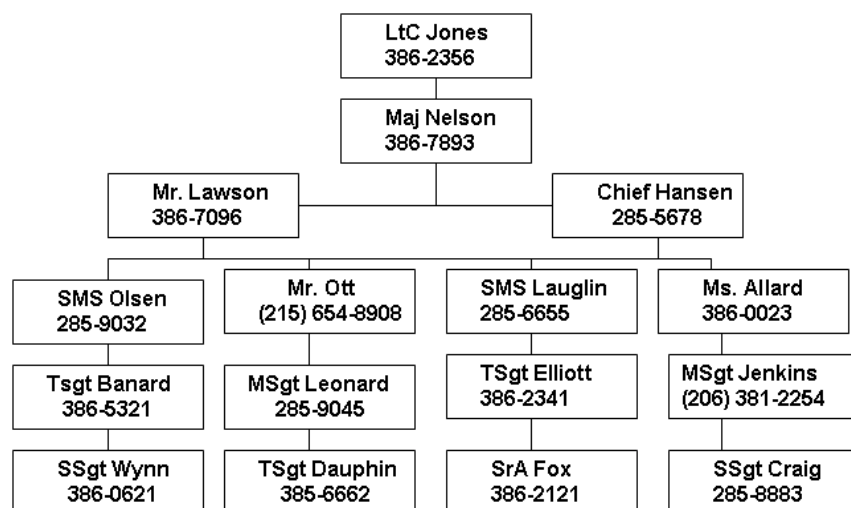 LtC Jones
386-2356
Maj Nelson
386-7893
Mr. Lawson
386-7096
Chief Hansen
285-5678
SMS Olsen
285-9032
Mr. Ott
(215) 654-8908
SMS Lauglin
285-6655
Ms. Allard
386-0023
Tsgt Banard
386-5321
MSgt Leonard
285-9045
TSgt Elliott
386-2341
MSgt Jenkins
(206) 381-2254
SSgt Wynn
386-0621
TSgt Dauphin
385-6662
SrA Fox
386-2121
SSgt Craig
285-8883